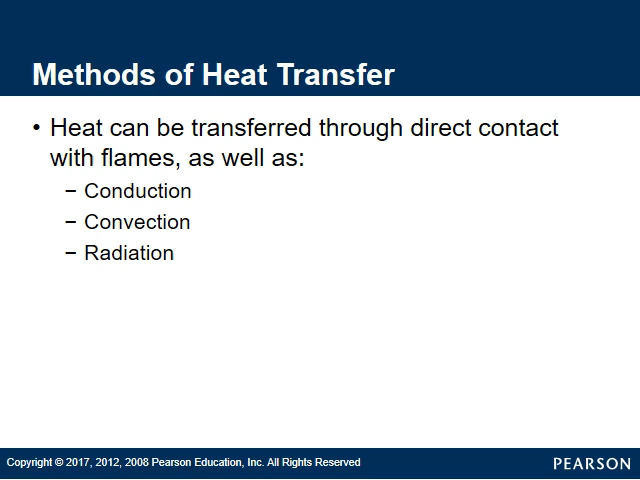 Methods of Heat Transfer
• Heat can be transferred through direct contact
with flames, as well as:
− Conduction
− Convection
− Radiation
Copyright © 2017, 2012, 2008 Pearson Education, Inc. All Rights Reserved
PEARSON